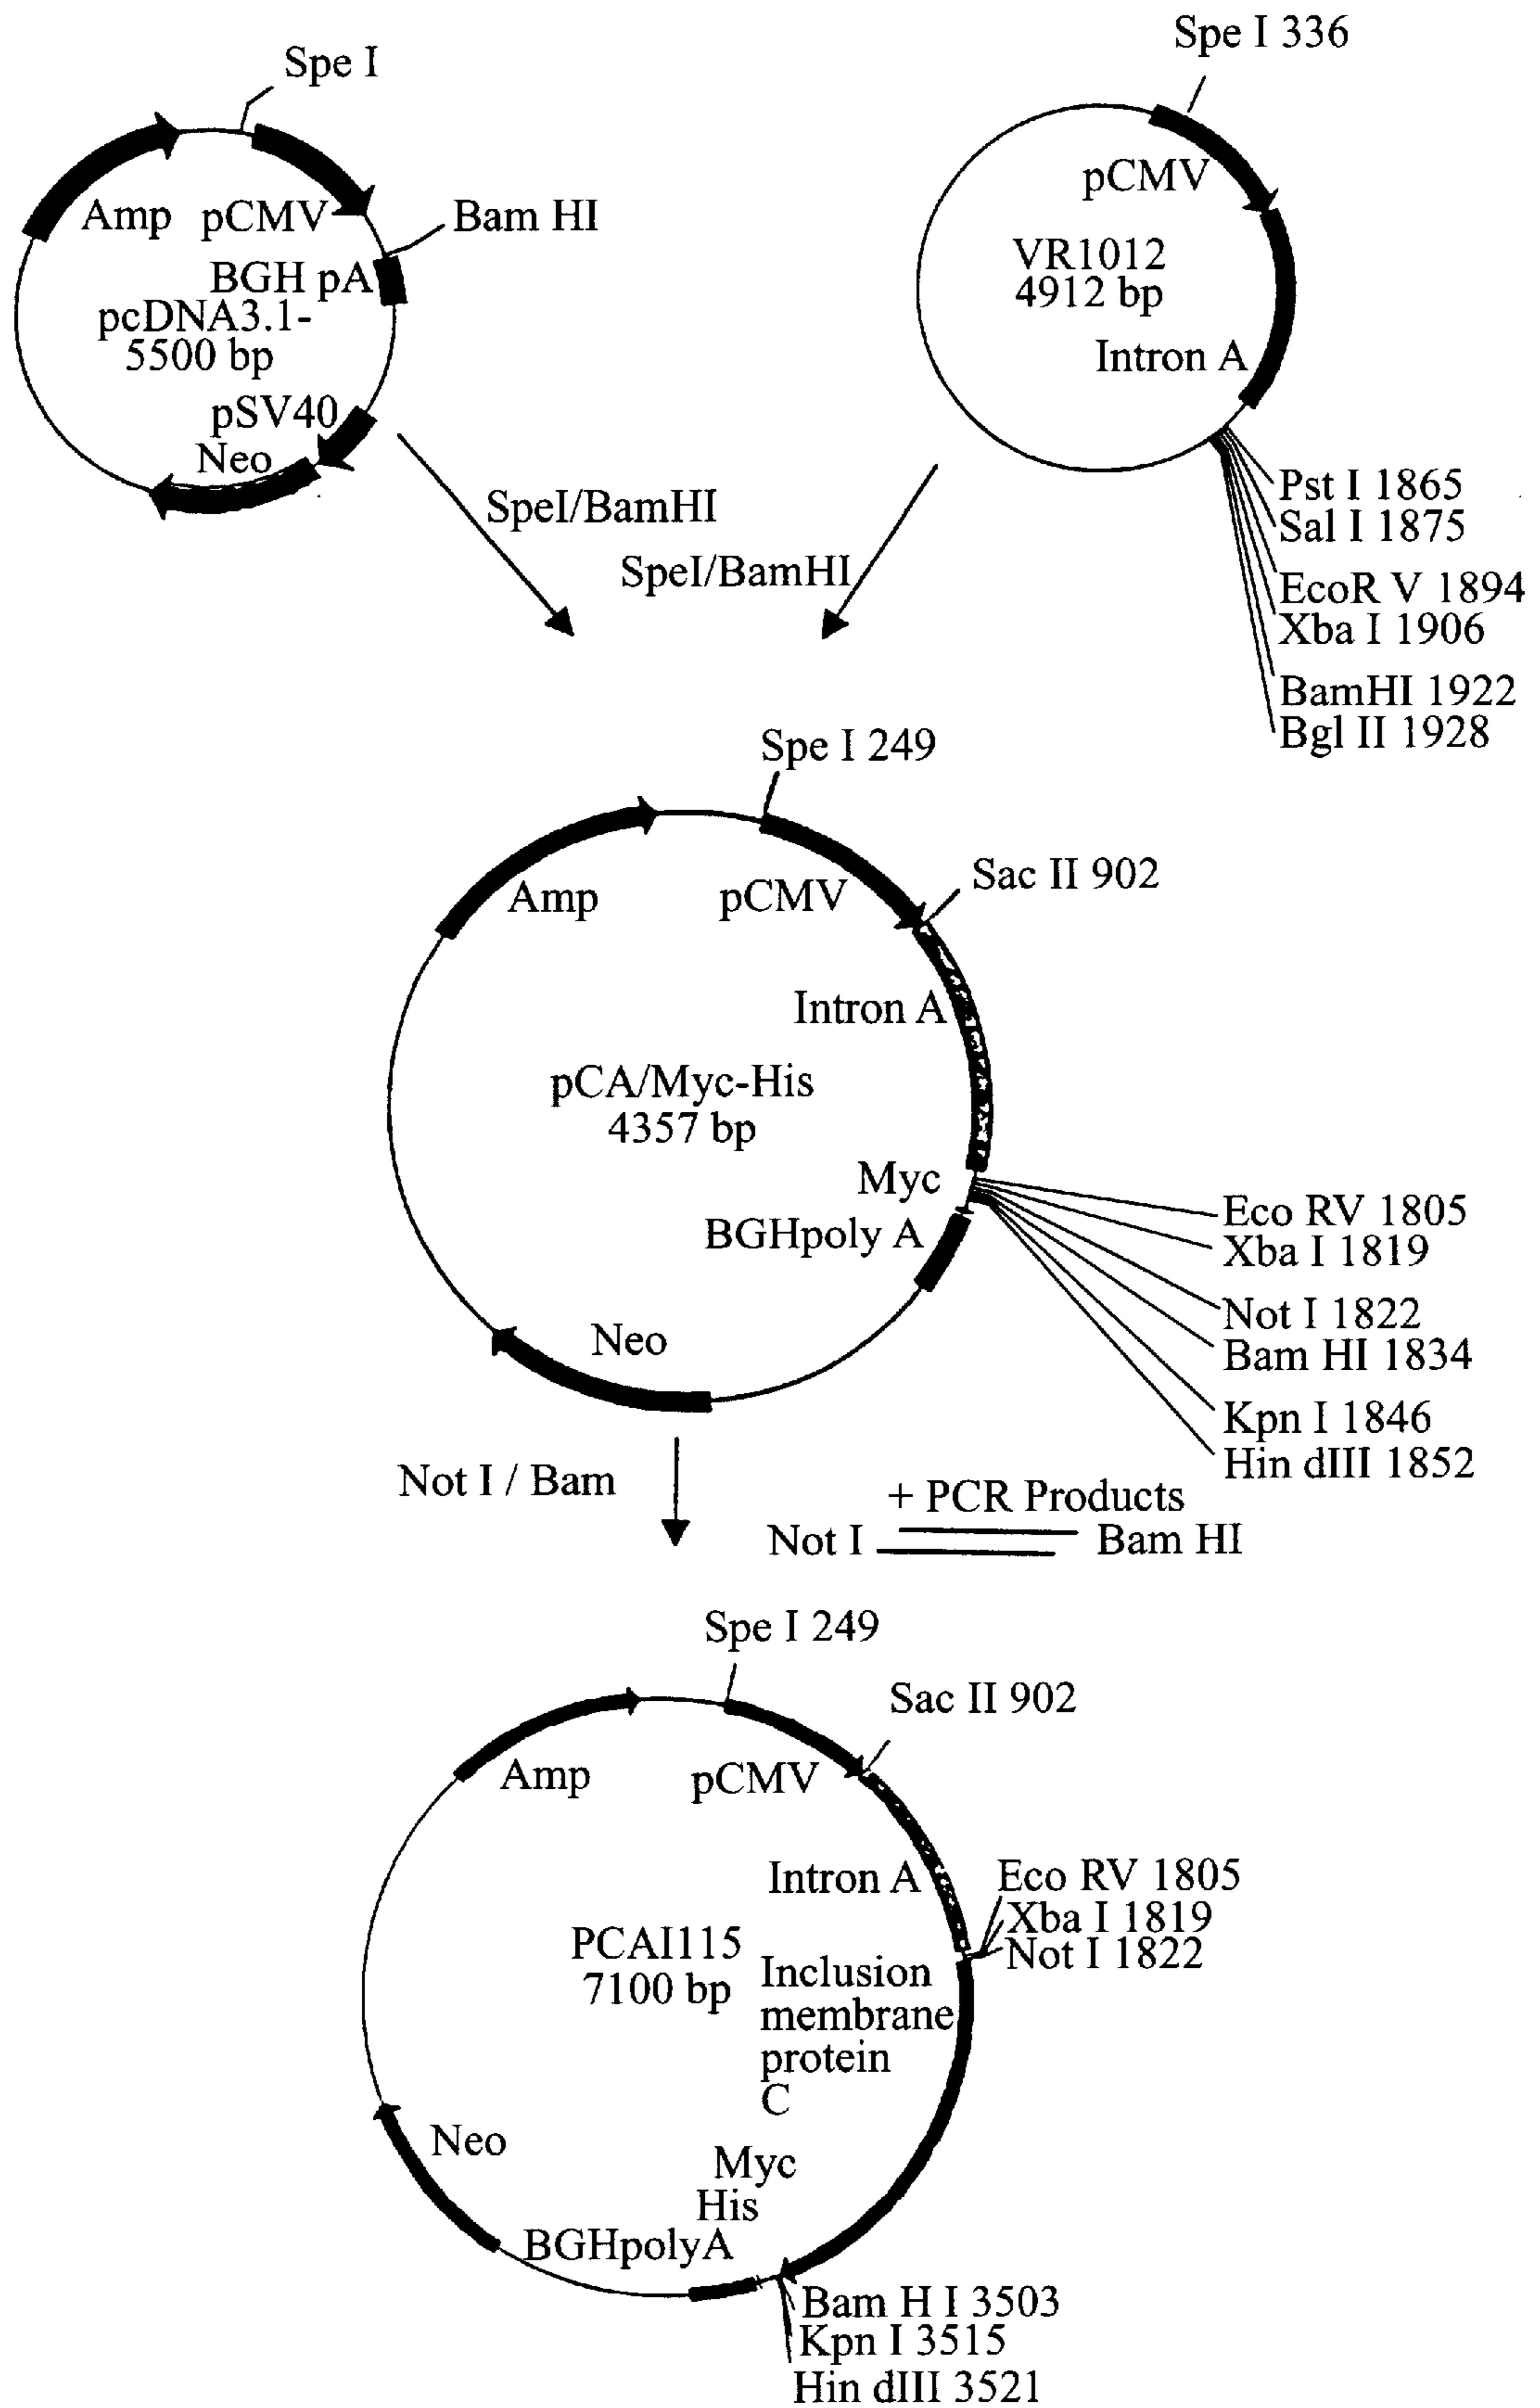 Spe I
Amp
pCMV
Bam HI
BGH pA
pcDNA3.1-
5500 bp
pSV40
Neo
Spe I 336
pCMV
VR1012
4912 bp
Intron A
Pst I 1865
Sal I 1875
EcoR V 1894
Xba I 1906
BamHI 1922
Bgl II 1928
SpeI/BamHI
SpeI/BamHI
Spe I 249
Sac II 902
Amp
pCMV
Intron A
pCA/Myc-His
4357 bp
Myc
BGHpoly A
Neo
Eco RV 1805
Xba I 1819
Not I 1822
Bam HI 1834
Kpn I 1846
Hin dIII 1852
Not I / Bam
+ PCR Products
Not I
Bam HI
Spe I 249
Sac II 902
Amp
pCMV
Intron A
Eco RV 1805
Xba I 1819
Not I 1822
PCAI115
7100 bp
Inclusion
membrane
protein
C
Neo
Myc
His
BGHpolyA
Bam H I 3503
Kpn I 3515
Hin dIII 3521